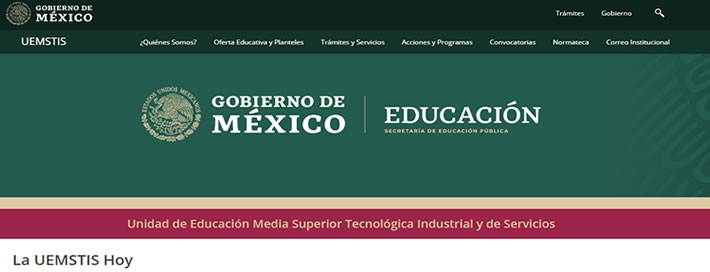 GOBIERNO DE
MÉXICO
Trámites
Gobierno
UEMSTIS
¿Quiénes Somos?
Oferta Educativa y Planteles
Trámites y Servicios
Acciones y Programas
Convocatorias
Normateca
Correo Institucional
ESTADOS UNIDOS MEXICANOS
GOBIERNO DE
MÉXICO
EDUCACIÓN
SECRETARÍA DE EDUCACIÓN PÚBLICA
Unidad de Educación Media Superior Tecnológica Industrial y de Servicios
La UEMSTIS Hoy